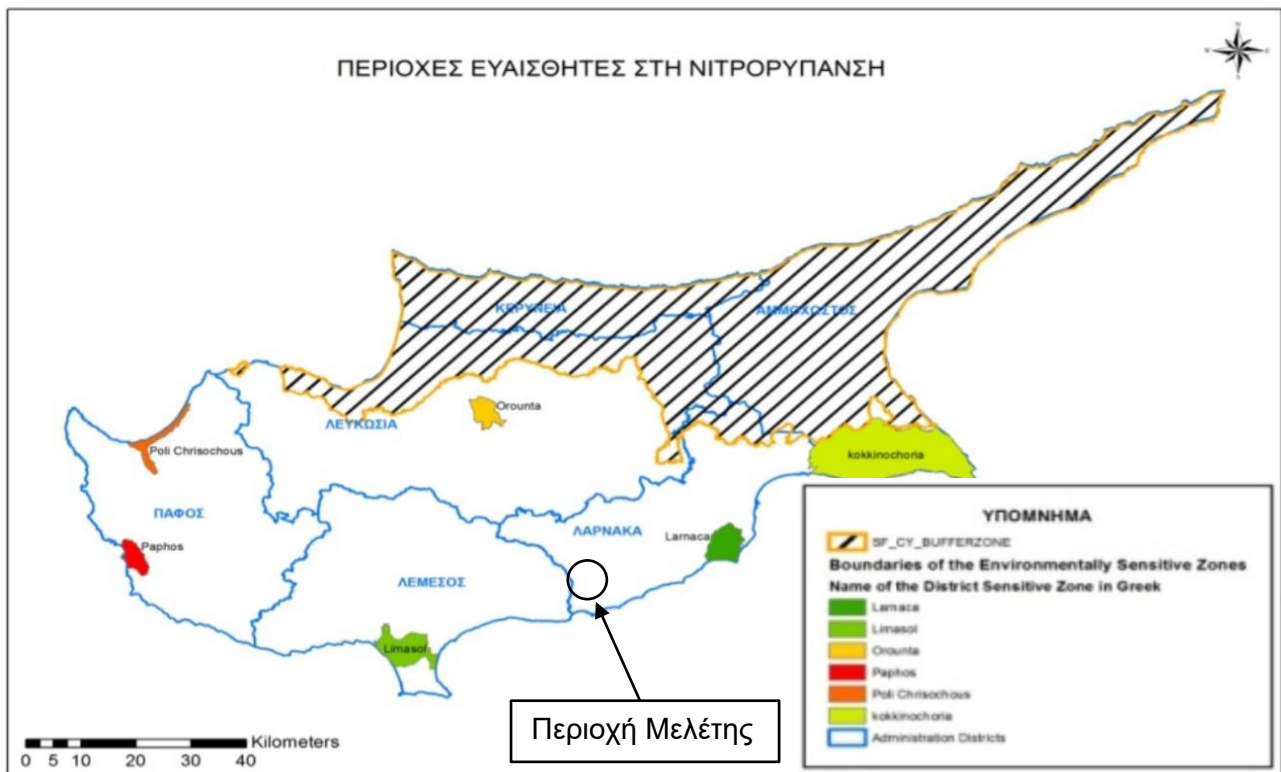 ΠΕΡΙΟΧΕΣ ΕΥΑΙΣΘΗΤΕΣ ΣΤΗ ΝΙΤΡΟΡΥΠΑΝΣΗ
ΚΕΡΥΝΕΙΑ
ΑΜΜΟΧΩΣΤΟΣ
Orounta
ΛΕΥΚΩΣΙΑ
Poli Chrisochous
kokkinochoria
ΠΑΦΟΣ
ΛΑΡΝΑΚΑ
Larnaca
Paphos
ΛΕΜΕΣΟΣ
Limasol
Περιοχή Μελέτης
Kilometers
0 5 10 20 30 40
ΥΠΟΜΝΗΜΑ
SF_CY_BUFFERZONE
Boundaries of the Environmentally Sensitive Zones
Name of the District Sensitive Zone in Greek
Larnaca
Limasol
Orounta
Paphos
Poli Chrisochous
kokkinochoria
Administration Districts